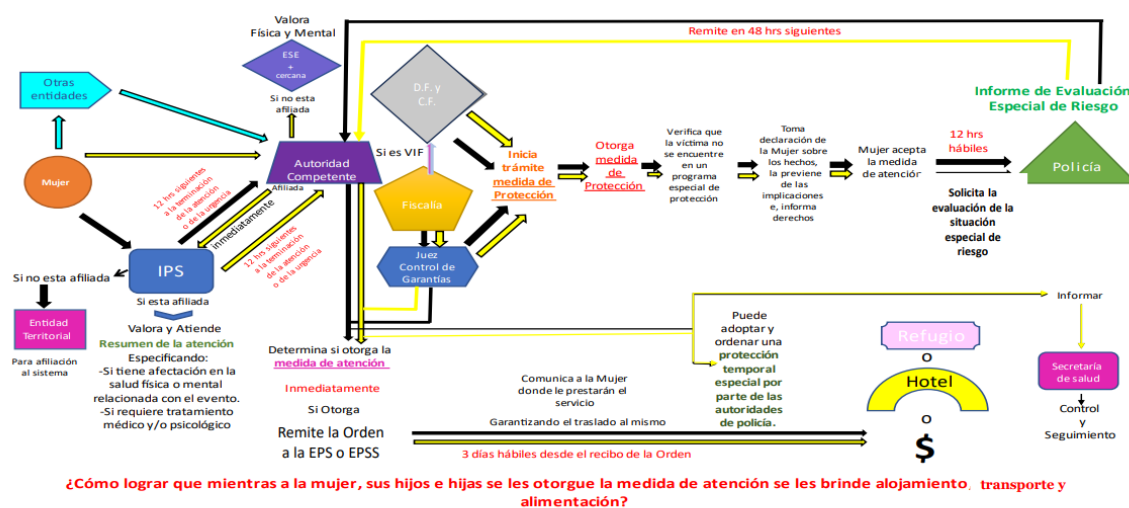 Valora
Física y Mental
ESE
+
cercana
Si no esta
afiliada
Remite en 48 hrs siguientes
Otras
entidades
Mujer
Autoridad
Competente
Afiliada
Si es VIF
D.F. y
C.F.
Fiscalía
Juez
Control de
Garantías
Inicia
trámite
medida de
Protección
Otorga
medida
de
Protección
Verifica que
la víctima no
se encuentre
en un
programa
especial de
protección
Toma
declaración de
la Mujer sobre
los hechos,
la previene de
las
implicaciones
e, informa
derechos
Mujer acepta
la medida
de atención
12 hrs
hábiles
Solicita la
evaluación de la
situación
especial de
riesgo
Informe de Evaluación
Especial de Riesgo
Policía
12 hrs siguientes
a la terminación
de la atención
o de la urgencia
inmediatamente
12 hrs siguientes
a la terminación
de la atención
o de la urgencia
IPS
Si no esta afiliada
Entidad
Territorial
Para afiliación
al sistema
Si esta afiliada
Valora y Atiende
Resumen de la atención
Especificando:
-Si tiene afectación en la
salud física o mental
relacionada con el evento.
-Si requiere tratamiento
médico y/o psicológico
Determina si otorga la
medida de atención
Inmediatamente
Si Otorga
Remite la Orden
a la EPS o EPSS
Comunica a la Mujer
donde le prestarán el
servicio
Garantizando el traslado al mismo
3 días hábiles desde el recibo de la Orden
Puede
adoptar y
ordenar una
protección
temporal
especial por
parte de las
autoridades
de policía.
Refugio
O
Hotel
O
$
Informar
Secretaría
de salud
Control
y
Seguimiento
¿Cómo lograr que mientras a la mujer, sus hijos e hijas se les otorgue la medida de atención se les brinde alojamiento, transporte y
alimentación?